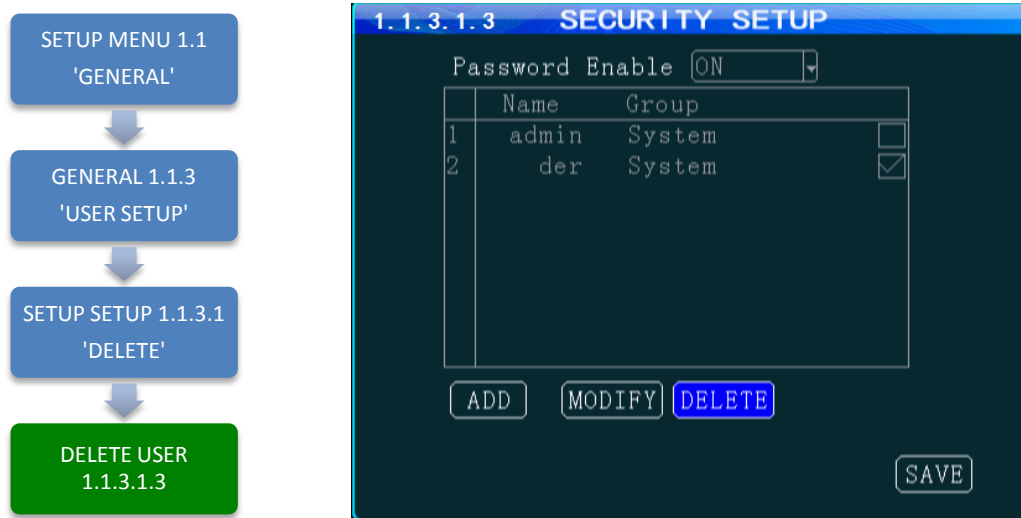 SETUP MENU 1.1
'GENERAL'
GENERAL 1.1.3
'USER SETUP'
SETUP SETUP 1.1.3.1
'DELETE'
DELETE USER
1.1.3.1.3
1.1.3.1.3 SECURITY SETUP
Password Enable ON
Name Group
1 admin System
2 der System
ADD MODIFY DELETE
SAVE